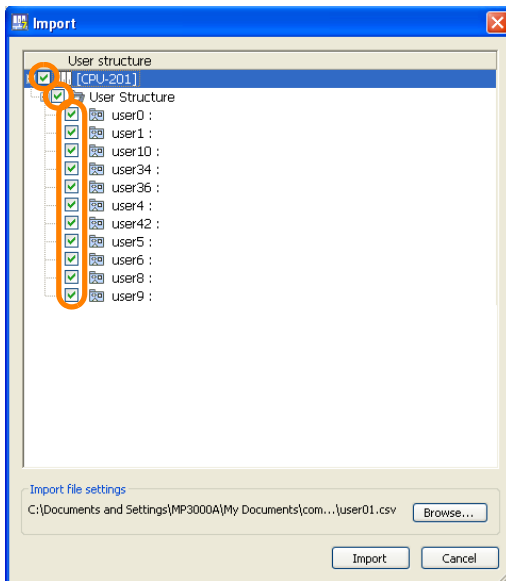 Import
User structure
[CPU-201]
User Structure
user0 :
user1 :
user10 :
user34 :
user36 :
user4 :
user42 :
user5 :
user6 :
user8 :
user9 :
Import file settings
C:\Documents and Settings\MP3000A\My Documents\com...\user01.csv
Browse...
Import
Cancel